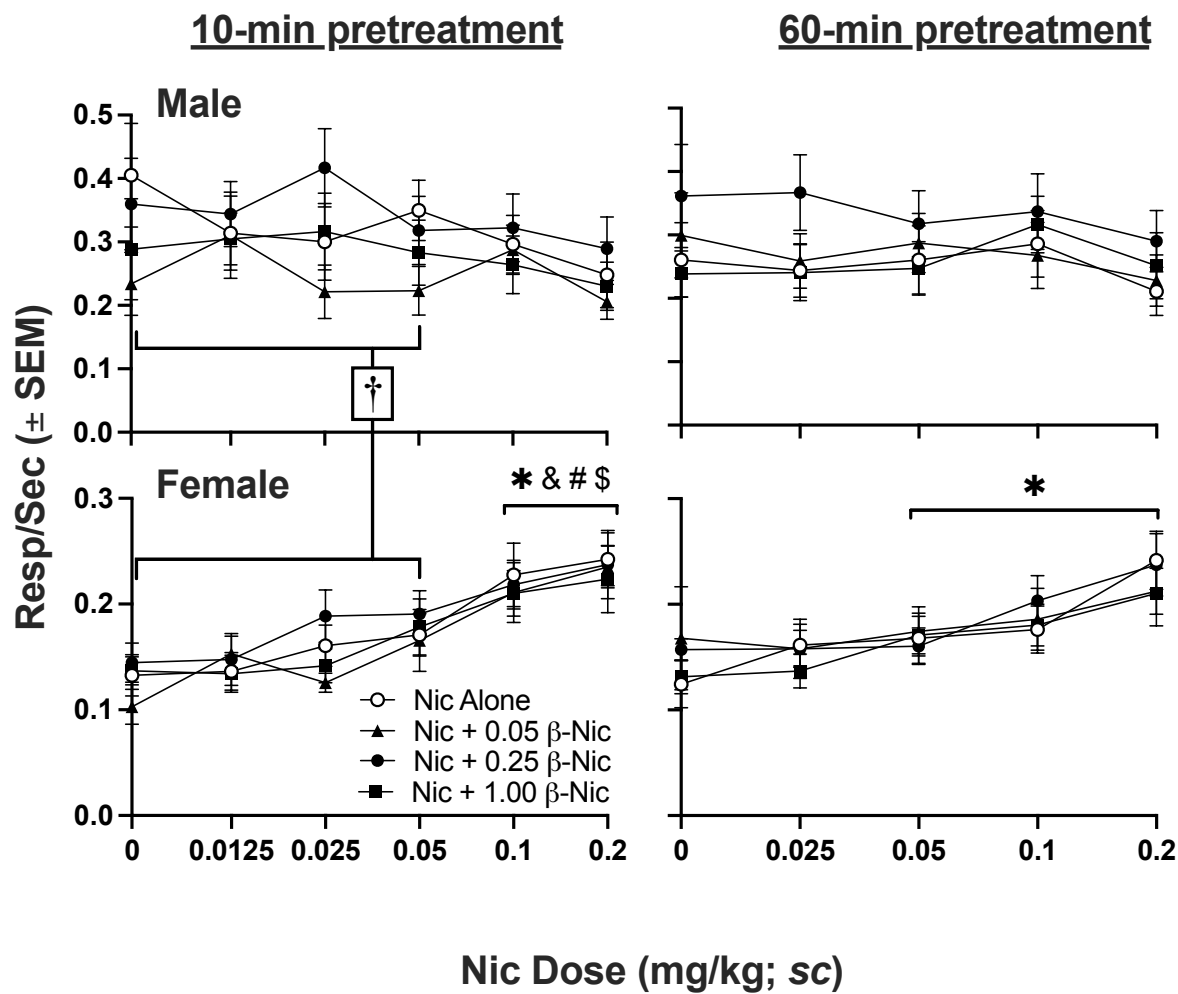 10-min pretreatment
60-min pretreatment
Male
0.5
0.4
0.3
0.2
0.1
0.0
†
Resp/Sec (± SEM)
Female
* & # $
*
0.3
0.2
0.1
0.0
Nic Alone
Nic + 0.05 β-Nic
Nic + 0.25 β-Nic
Nic + 1.00 β-Nic
0 0.0125 0.025 0.05 0.1 0.2
0 0.025 0.05 0.1 0.2
Nic Dose (mg/kg; sc)